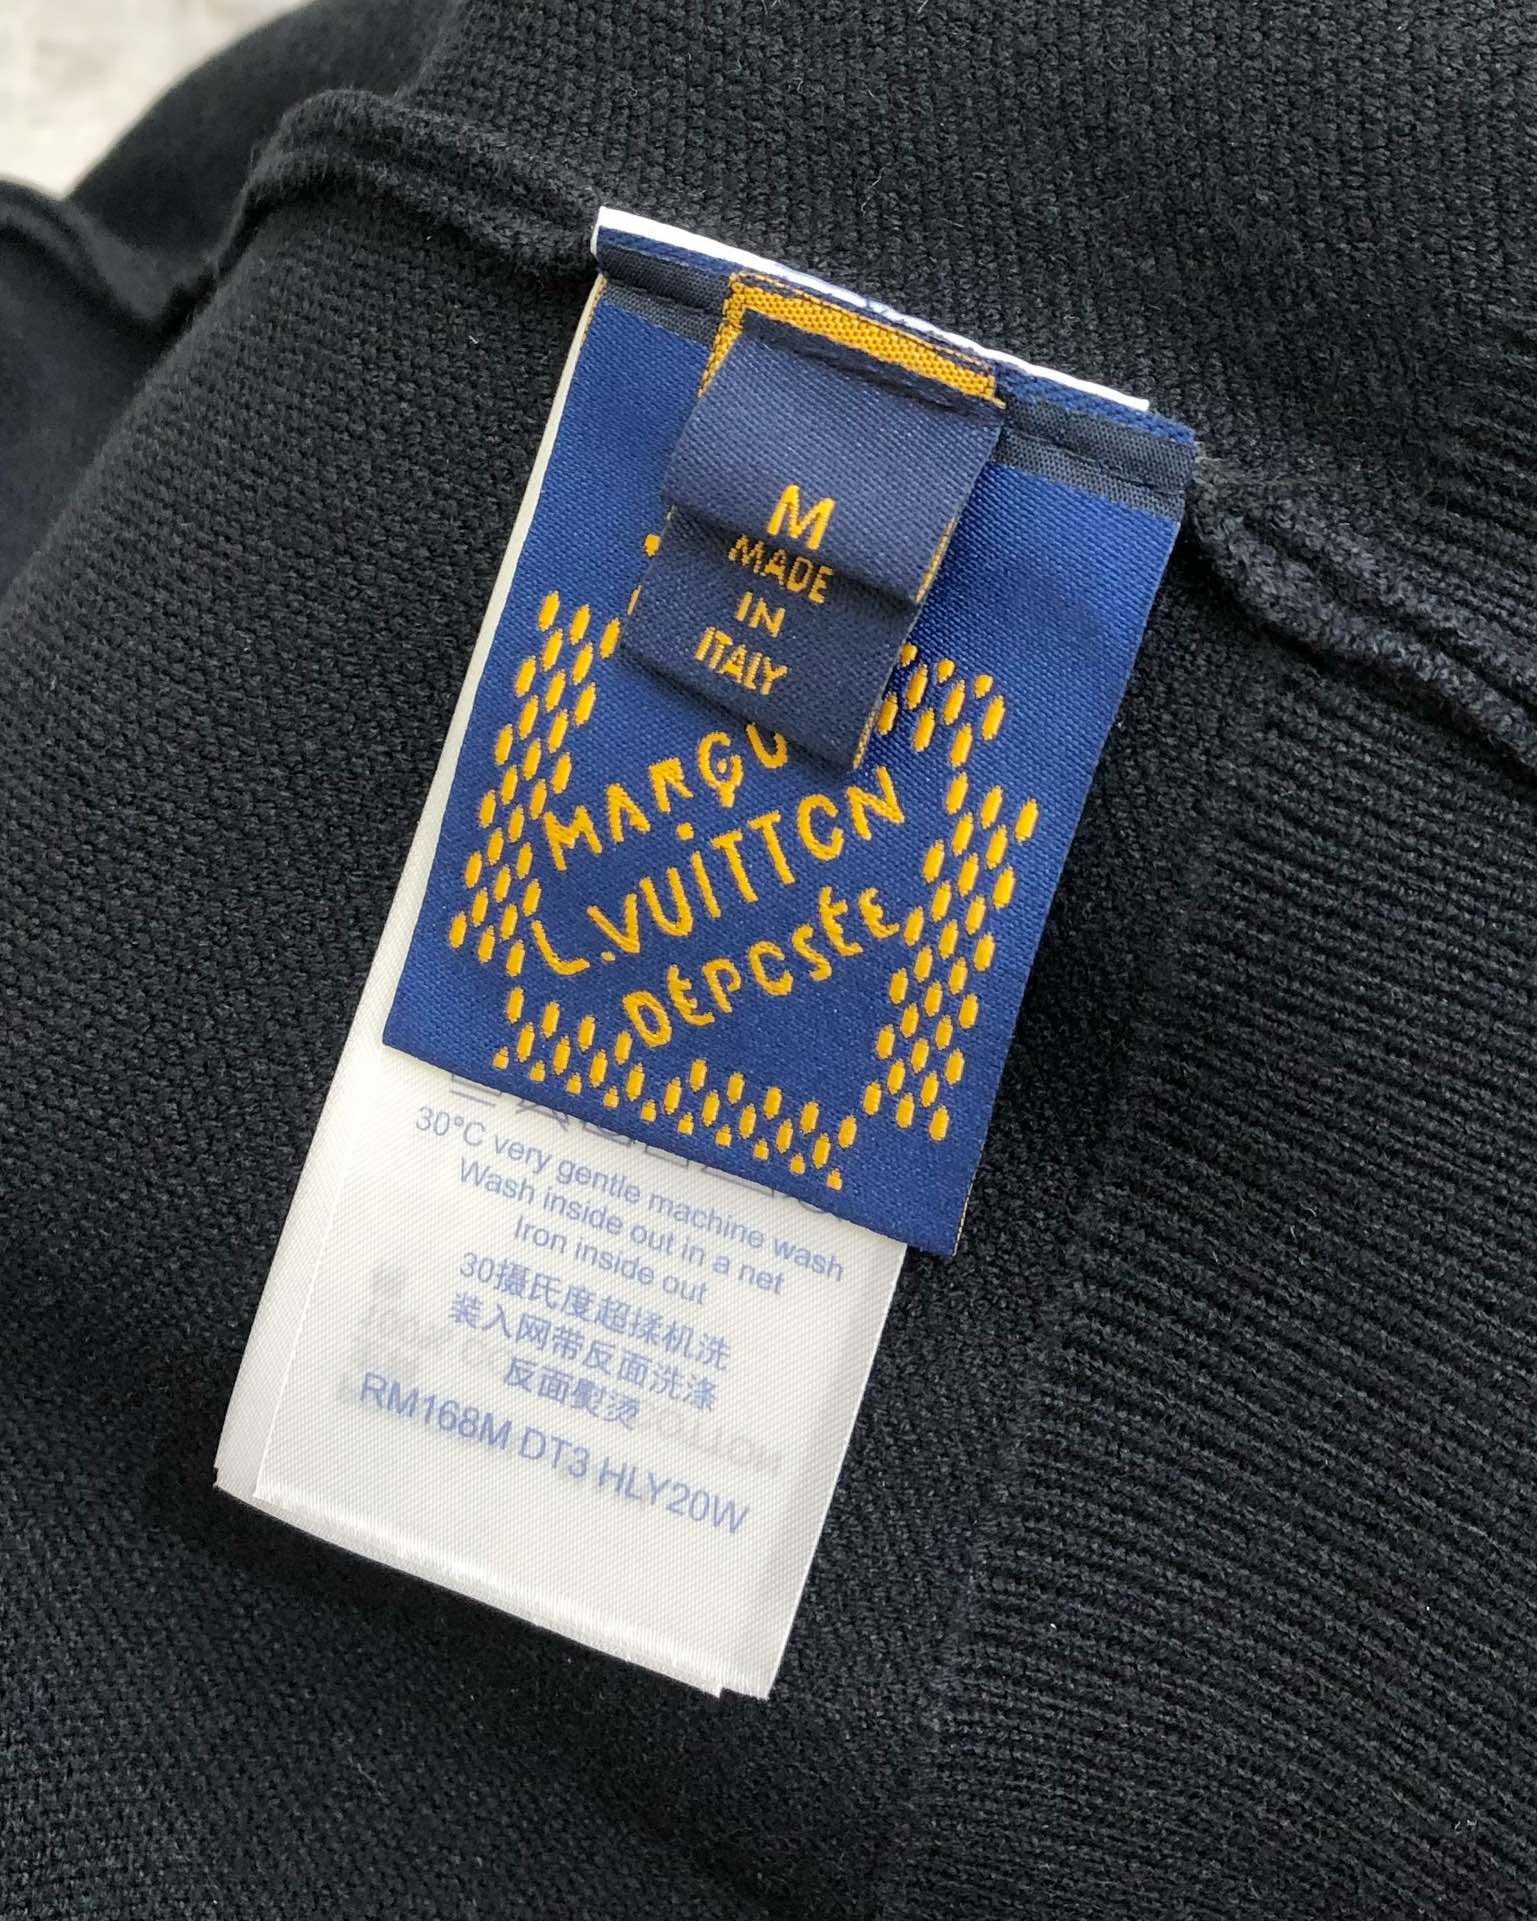 M
MADE
IN
ITALY
MARQU
L.VUITTON
DÉPOSÉE
30°C very gentle machine wash
Wash inside out in a net
Iron inside out
30摄氏度超揉机洗
装入网带反面洗涤
反面熨烫
RM168M DT3 HLY20W